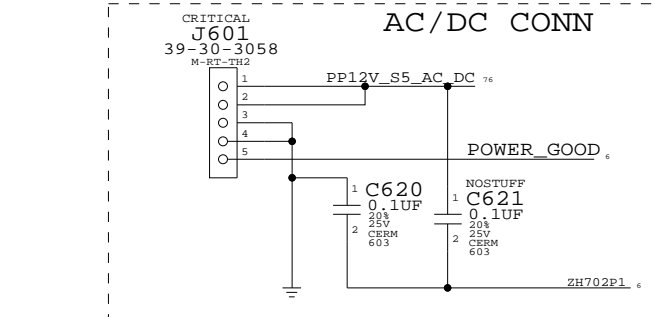 AC/DC CONN
CRITICAL
J601
39-30-3058
M-RT-TH2
1
2
3
4
5
PP12V_S5_AC_DC 76
POWER_GOOD 6
1
2
C620
0.1UF
20%
25V
CERM
603
NOSTUFF
1
2
C621
0.1UF
20%
25V
CERM
603
ZH702P1 6